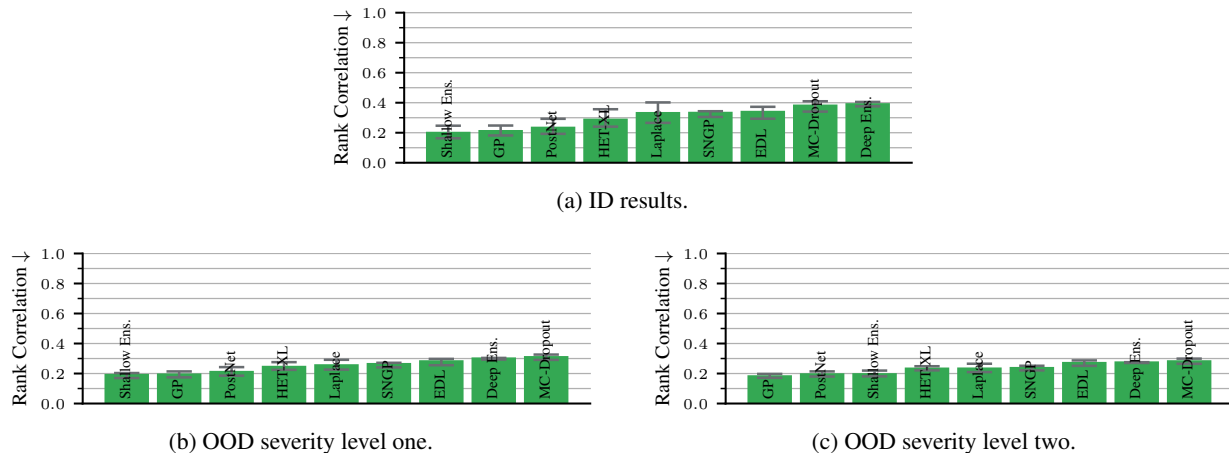 Rank Correlation ↓
1.0
0.8
0.6
0.4
0.2
0.0
Shallow Ens.
GP
PostNet
HET-XL
Laplace
SNGP
EDL
MC-Dropout
Deep Ens.
(a) ID results.
Rank Correlation ↓
1.0
0.8
0.6
0.4
0.2
0.0
Shallow Ens.
GP
PostNet
HET-XL
Laplace
SNGP
EDL
Deep Ens.
MC-Dropout
(b) OOD severity level one.
Rank Correlation ↓
1.0
0.8
0.6
0.4
0.2
0.0
GP
PostNet
Shallow Ens.
HET-XL
Laplace
SNGP
EDL
Deep Ens.
MC-Dropout
(c) OOD severity level two.